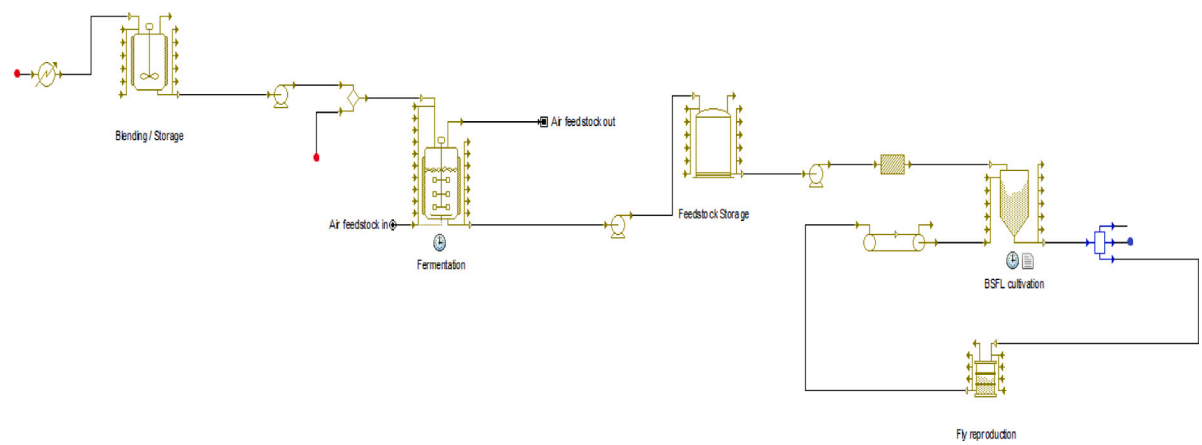 Blending / Storage
Air feedstock out
Feedstock Storage
Air feedstock in
Fermentation
BSFL cultivation
Fly reproduction